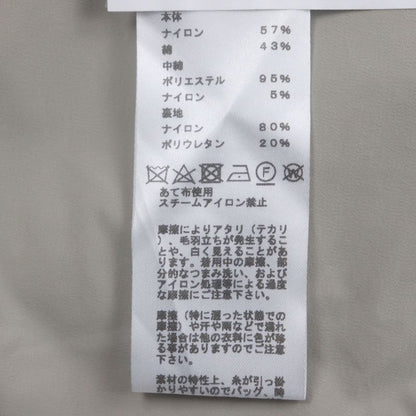 本体
ナイロン 57%
綿 43%
中綿
ポリエステル 95%
ナイロン 5%
裏地
ナイロン 80%
ポリウレタン 20%
あて布使用
スチームアイロン禁止
摩擦によりアタリ(テカリ
)、毛羽立ちが発生するこ
とや、白く見えることがあ
ります。着用中の摩擦、部
分的なつまみ洗い、および
アイロン処理等による過度
な摩擦にご注意下さい。
摩擦(特に湿った状態での
摩擦)や汗や雨などで濡れ
た場合は他の衣料に色が移
る事がありますのでご注意
下さい。
素材の特性上、糸が引っ掛
かりやすいのでバッグ、時